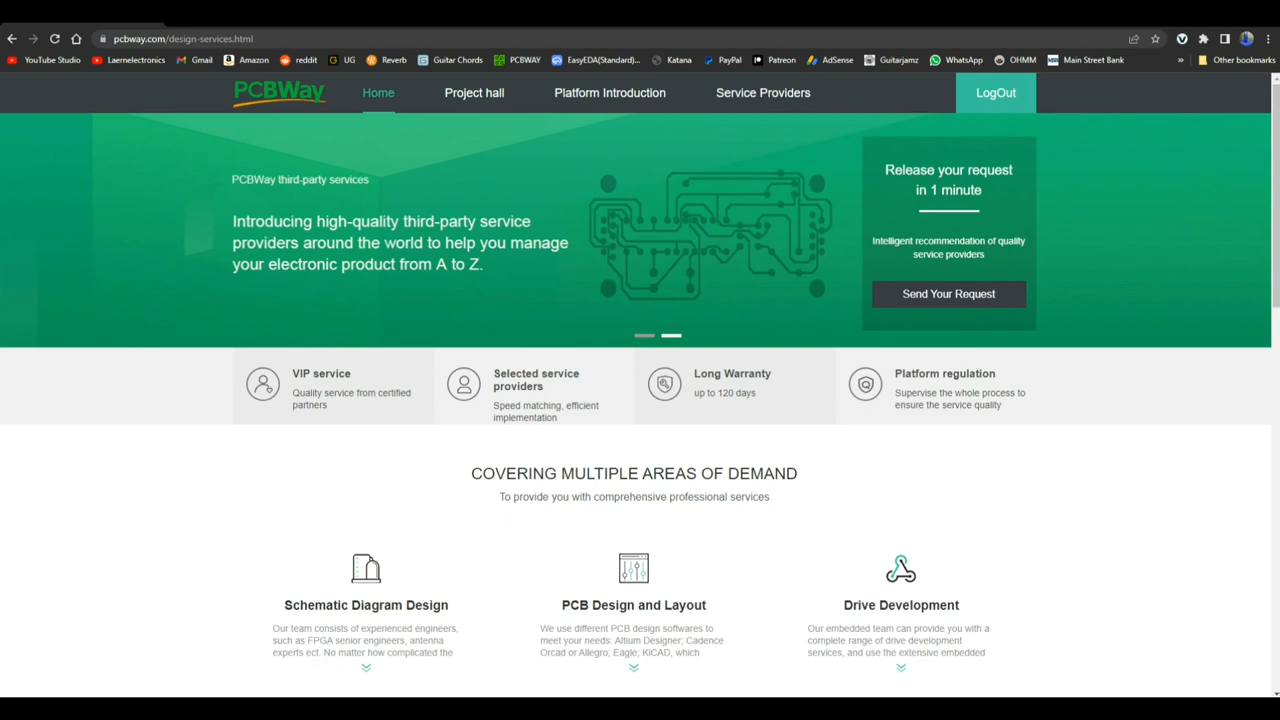 pcbway.com/design-services.html
YouTube Studio
Laernelectronics
Gmail
Amazon
reddit
UG
Reverb
Guitar Chords
PCBWAY
EasyEDA(Standard)...
Katana
PayPal
Patreon
AdSense
Guitarjamz
WhatsApp
OHMM
Main Street Bank
»
Other bookmarks
PCBWay
Home
Project hall
Platform Introduction
Service Providers
LogOut
PCBWay third-party services
Introducing high-quality third-party service
providers around the world to help you manage
your electronic product from A to Z.
Release your request
in 1 minute
Intelligent recommendation of quality
service providers
Send Your Request
VIP service
Quality service from certified
partners
Selected service
providers
Speed matching, efficient
implementation
Long Warranty
up to 120 days
Platform regulation
Supervise the whole process to
ensure the service quality
COVERING MULTIPLE AREAS OF DEMAND
To provide you with comprehensive professional services
Schematic Diagram Design
Our team consists of experienced engineers,
such as FPGA senior engineers, antenna
experts ect. No matter how complicated the
PCB Design and Layout
We use different PCB design softwares to
meet your needs: Altium Designer; Cadence
Orcad or Allegro; Eagle; KiCAD, which
Drive Development
Our embedded team can provide you with a
complete range of drive development
services, and use the extensive embedded